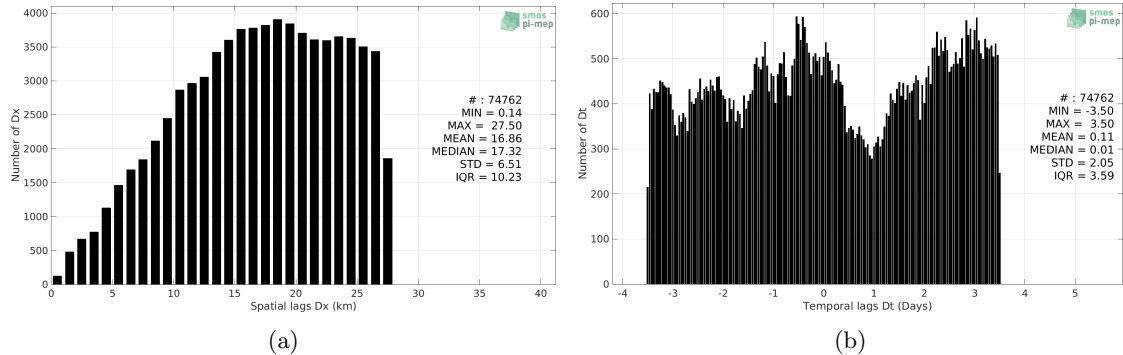 smos
pi-mep
4000
3500
3000
2500
2000
1500
1000
500
0
Number of Dx
# : 74762
MIN = 0.14
MAX = 27.50
MEAN = 16.86
MEDIAN = 17.32
STD = 6.51
IQR = 10.23
0 5 10 15 20 25 30 35 40
Spatial lags Dx (km)
(a)
smos
pi-mep
600
500
400
300
200
100
0
Number of Dt
# : 74762
MIN = -3.50
MAX = 3.50
MEAN = 0.11
MEDIAN = 0.01
STD = 2.05
IQR = 3.59
-4 -3 -2 -1 0 1 2 3 4 5
Temporal lags Dt (Days)
(b)